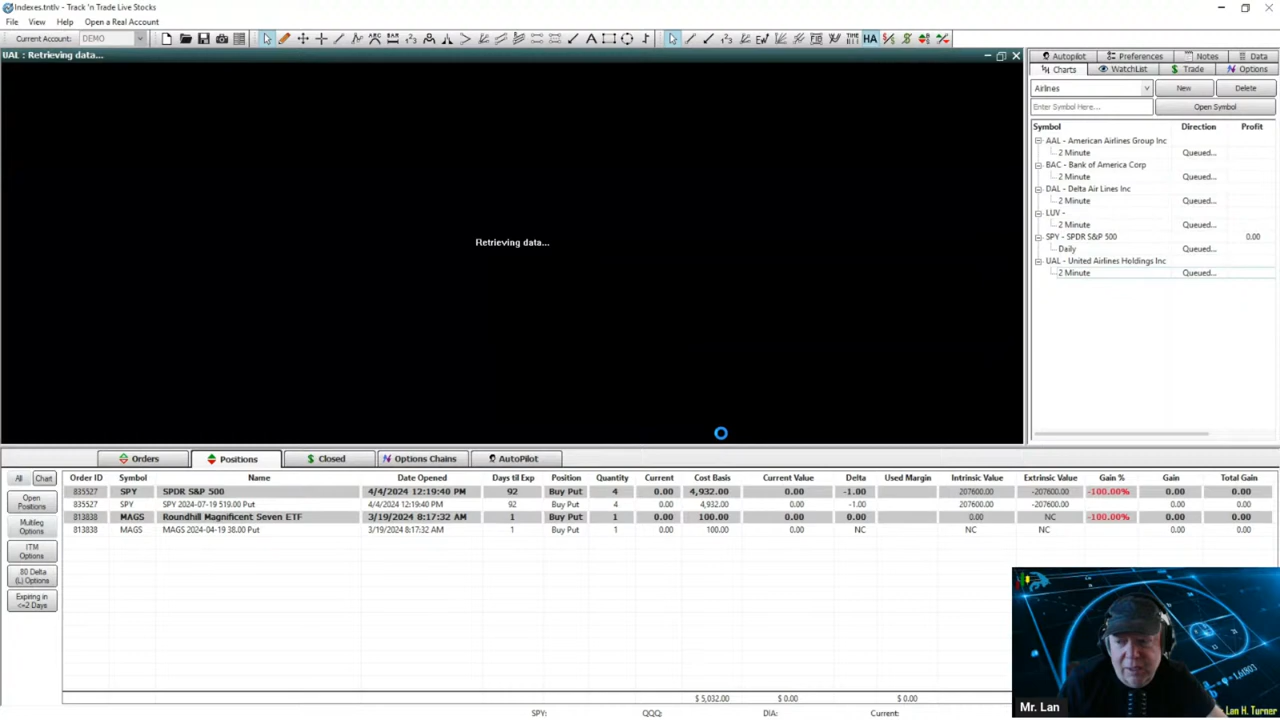 Indexes.tntlv - Track 'n Trade Live Stocks
File View Help Open a Real Account
Current Account: DEMO
UAL : Retrieving data...
Retrieving data...
Autopilot Preferences Notes Data
Charts WatchList Trade Options
Airlines New Delete
Enter Symbol Here... Open Symbol
Symbol Direction Profit
AAL - American Airlines Group Inc
2 Minute Queued...
BAC - Bank of America Corp
2 Minute Queued...
DAL - Delta Air Lines Inc
2 Minute Queued...
LUV -
2 Minute Queued...
SPY - SPDR S&P 500 0.00
Daily Queued...
UAL - United Airlines Holdings Inc
2 Minute Queued...
Orders Positions Closed Options Chains AutoPilot
All Chart
Open Positions
Multileg Options
ITM Options
80 Delta (L) Options
Expiring in <=2 Days
Order ID Symbol Name Date Opened Days til Exp Position Quantity Current Cost Basis Current Value Delta Used Margin Intrinsic Value Extrinsic Value Gain % Gain Total Gain
835527 SPY SPDR S&P 500 4/4/2024 12:19:40 PM 92 Buy Put 4 0.00 4,932.00 0.00 -1.00 207600.00 -207600.00 -100.00% 0.00 0.00
835527 SPY SPY 2024-07-19 519.00 Put 4/4/2024 12:19:40 PM 92 Buy Put 4 0.00 4,932.00 0.00 -1.00 207600.00 -207600.00 0.00 0.00
813838 MAGS Roundhill Magnificent Seven ETF 3/19/2024 8:17:32 AM 1 Buy Put 1 0.00 100.00 0.00 0.00 0.00 NC -100.00% 0.00 0.00
813838 MAGS MAGS 2024-04-19 38.00 Put 3/19/2024 8:17:32 AM 1 Buy Put 1 0.00 100.00 0.00 NC NC NC 0.00 0.00
$ 5,032.00 $ 0.00 $ 0.00
SPY: QQQ: DIA: Current:
Mr. Lan
Lan H. Turner